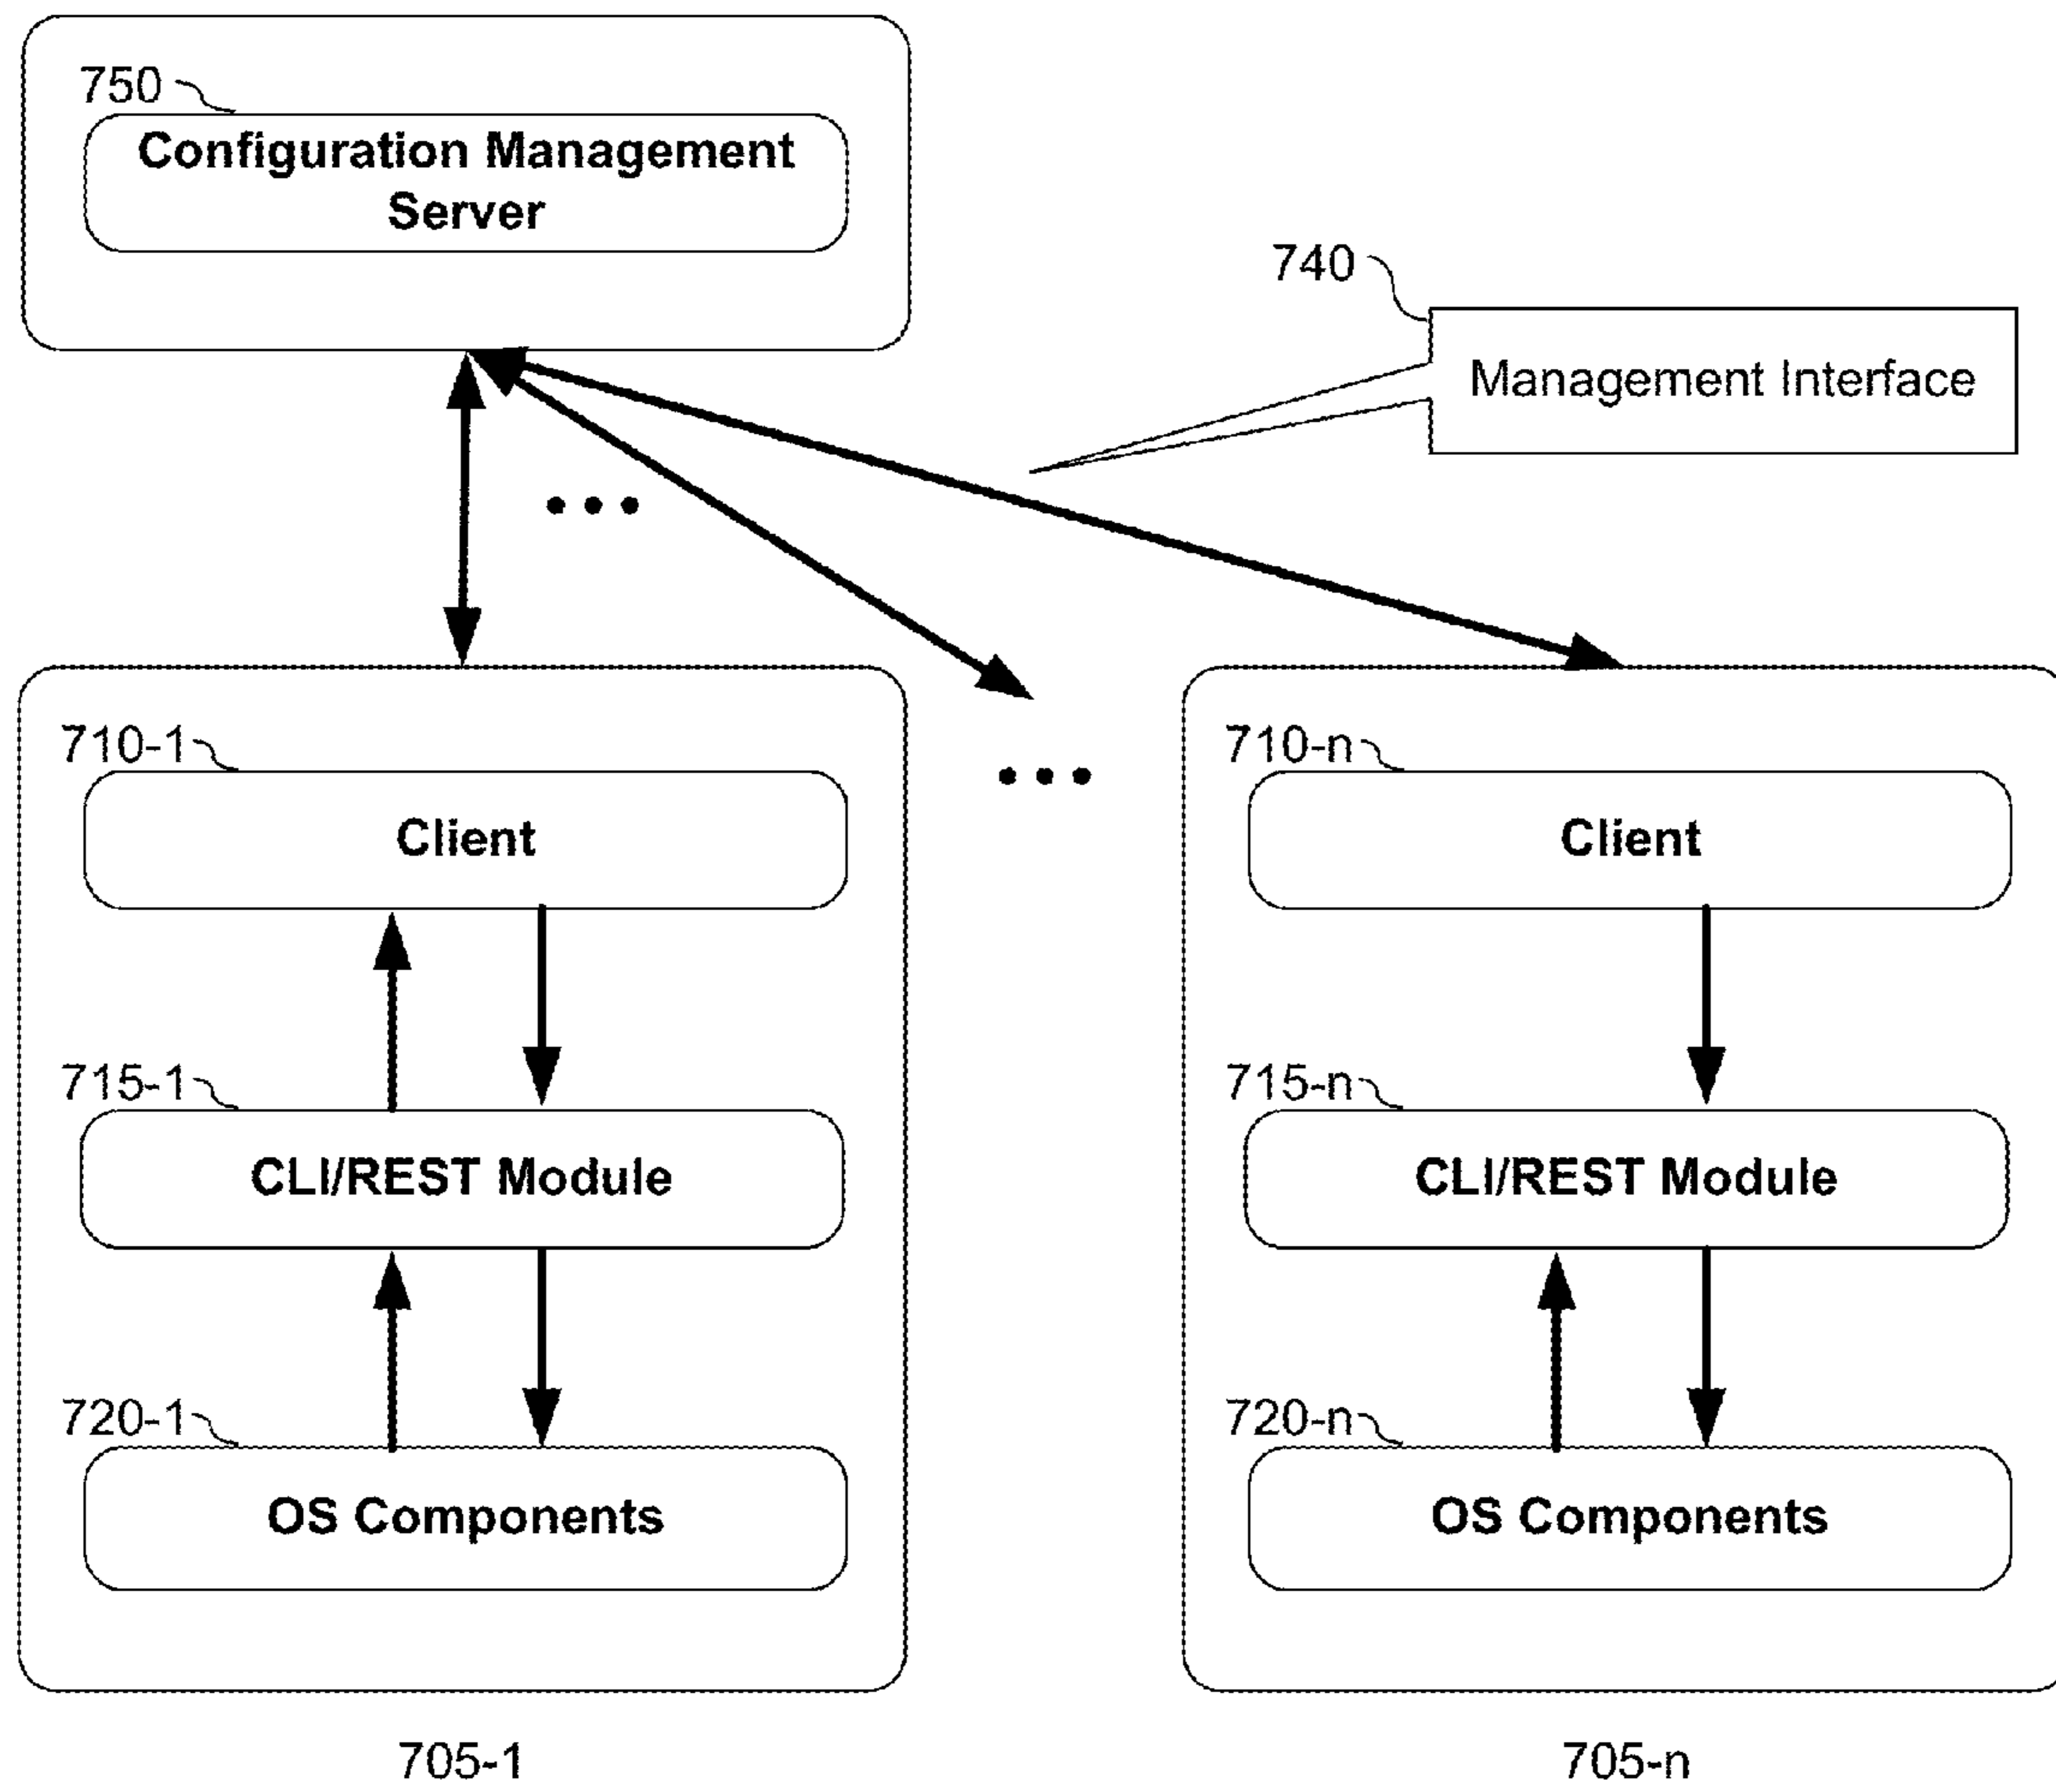 750
Configuration Management
Server
740
Management Interface
710-1
Client
710-n
Client
715-1
CLI/REST Module
715-n
CLI/REST Module
720-1
OS Components
720-n
OS Components
705-1
705-n